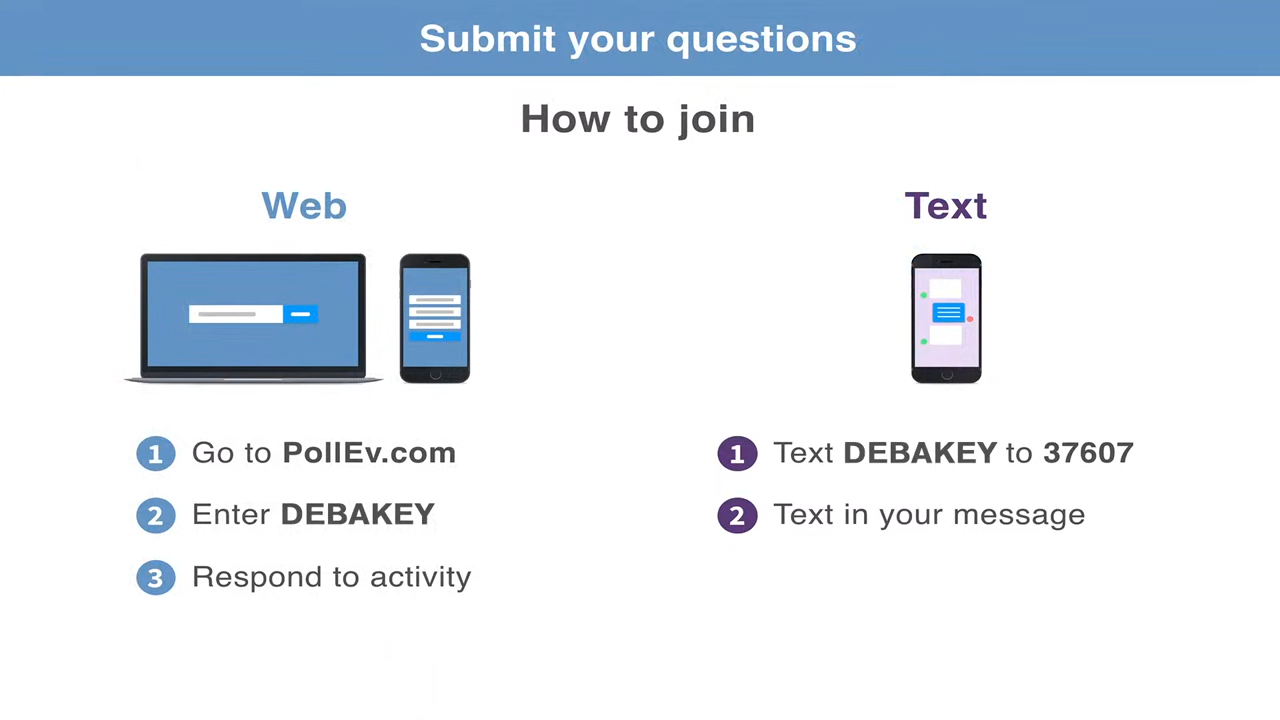 Submit your questions
How to join
Web
1 Go to PollEv.com
2 Enter DEBAKEY
3 Respond to activity
Text
1 Text DEBAKEY to 37607
2 Text in your message